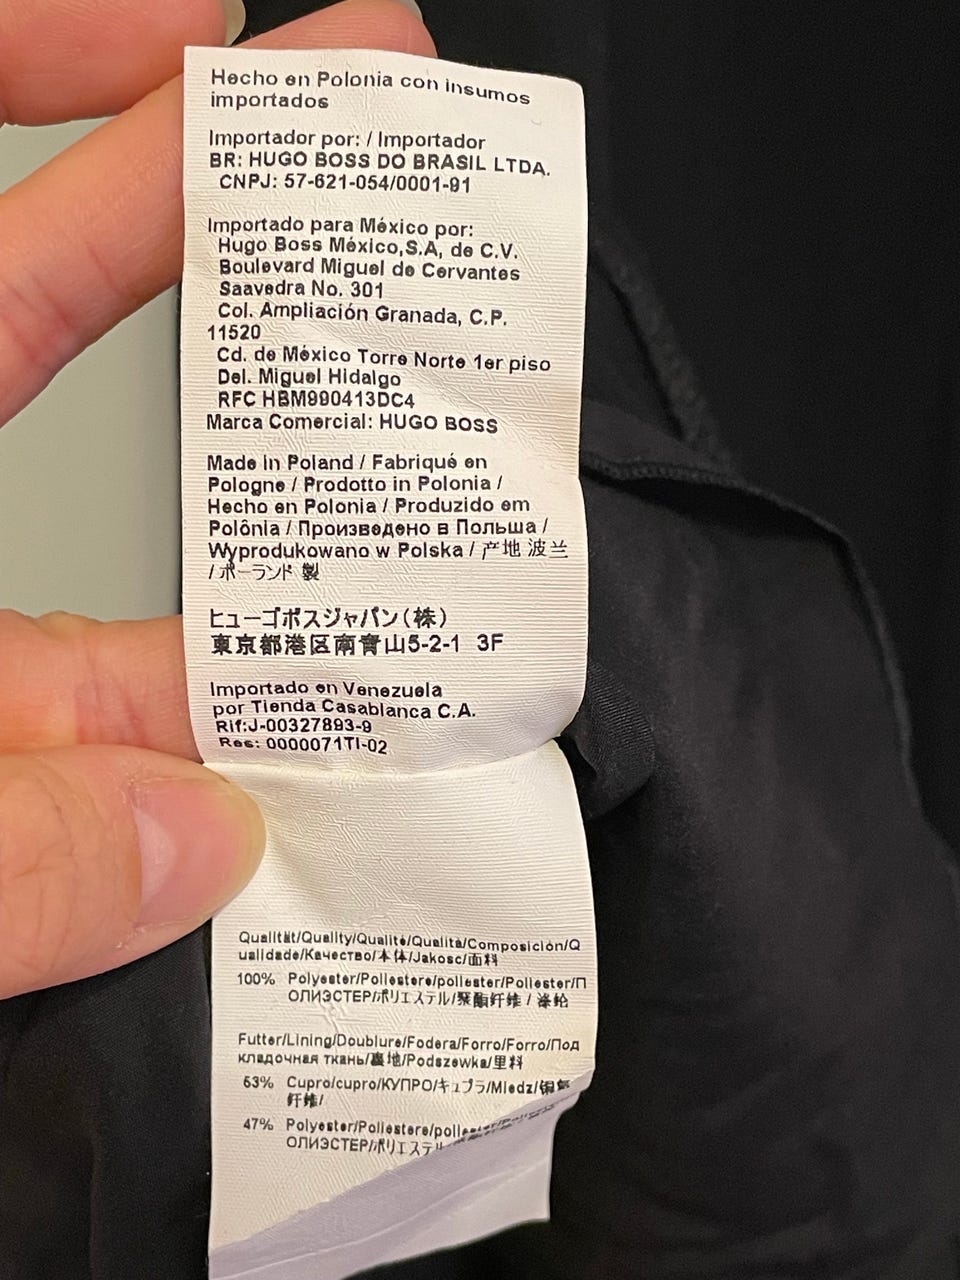 Hecho en Polonia con insumos
importados
Importador por: / Importador
BR: HUGO BOSS DO BRASIL LTDA.
CNPJ: 57-621-054/0001-91
Importado para México por:
Hugo Boss México,S.A, de C.V.
Boulevard Miguel de Cervantes
Saavedra No. 301
Col. Ampliación Granada, C.P.
11520
Cd. de México Torre Norte 1er piso
Del. Miguel Hidalgo
RFC HBM990413DC4
Marca Comercial: HUGO BOSS
Made in Poland / Fabriqué en
Pologne / Prodotto in Polonia /
Hecho en Polonia / Produzido em
Polônia / Произведено в Польша /
Wyprodukowano w Polska / 产地 波兰
/ ポーランド 製
ヒューゴボスジャパン(株)
東京都港区南青山5-2-1 3F
Importado en Venezuela
por Tienda Casablanca C.A.
Rif:J-00327893-9
Res: 0000071TI-02
Qualität/Quality/Qualité/Qualità/Composición/Q
ualidade/Качество/本体/Jakosc/面料
100% Polyester/Poliestere/poliester/Poliester/П
ОЛИЭСТЕР/ポリエステル/聚酯纤维 / 涤纶
Futter/Lining/Doublure/Fodera/Forro/Forro/Под
кладочная ткань/裏地/Podszewka/里料
53% Cupro/cupro/КУПРО/キュプラ/Miedz/铜氨
纤维/
47% Polyester/Poliestere/
ОЛИЭСТЕР/ポリエステル